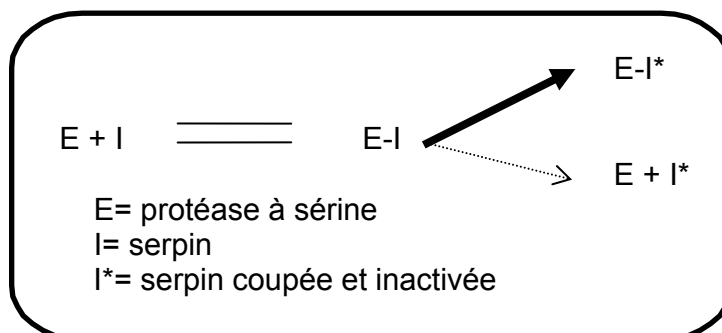 E-I*
E + I
E-I
E + I*
E= protéase à sérine
I= serpin
I*= serpin coupée et inactivée